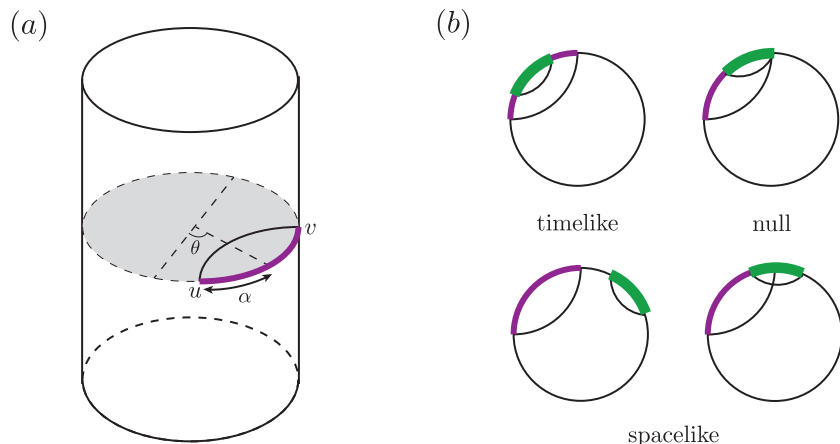 (a)
θ
v
u
α
(b)
timelike
null
spacelike